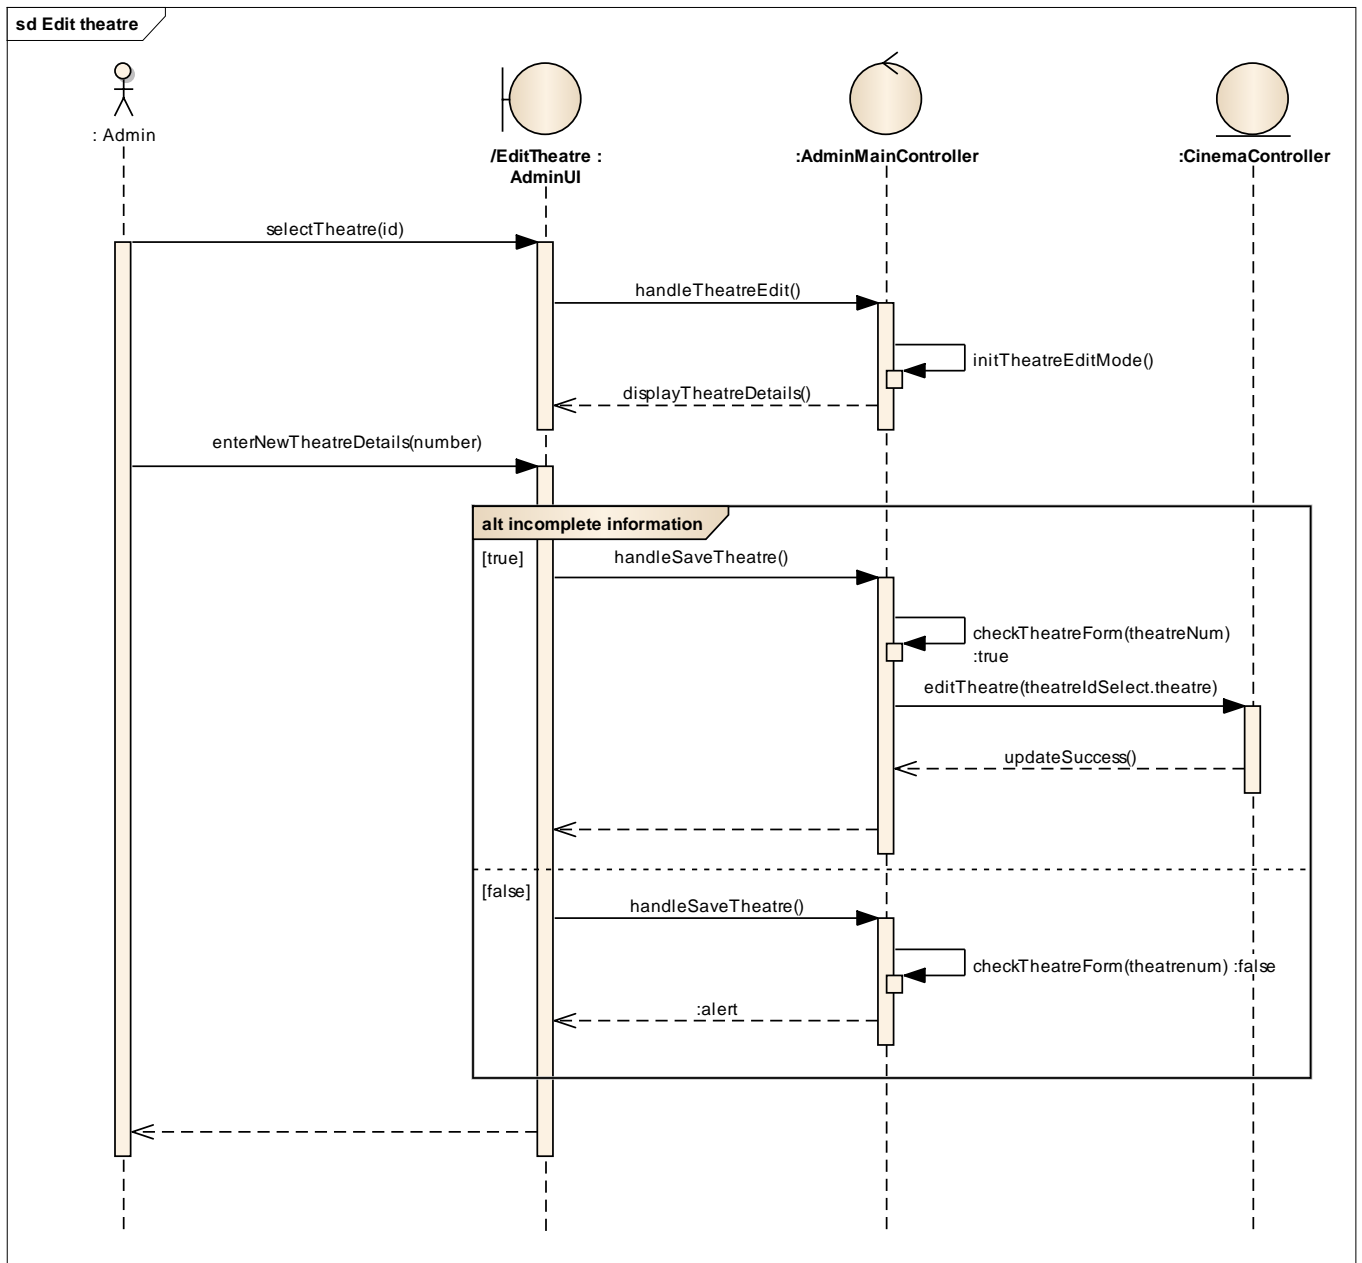 sd Edit theatre
: Admin
/EditTheatre :
AdminUI
:AdminMainController
:CinemaController
selectTheatre(id)
handleTheatreEdit()
initTheatreEditMode()
displayTheatreDetails()
enterNewTheatreDetails(number)
alt incomplete information
[true]
handleSaveTheatre()
checkTheatreForm(theatreNum)
:true
editTheatre(theatreIdSelect.theatre)
updateSuccess()
[false]
handleSaveTheatre()
checkTheatreForm(theatrenum) :false
:alert